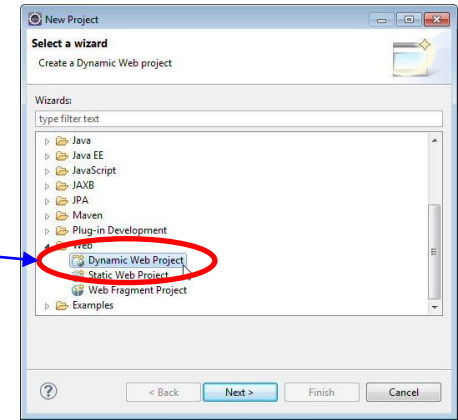 New Project
Select a wizard
Create a Dynamic Web project
Wizards:
type filter text
Java
Java EE
JavaScript
JAXB
JPA
Maven
Plug-in Development
Web
Dynamic Web Project
Static Web Project
Web Fragment Project
Examples
?
< Back Next > Finish Cancel